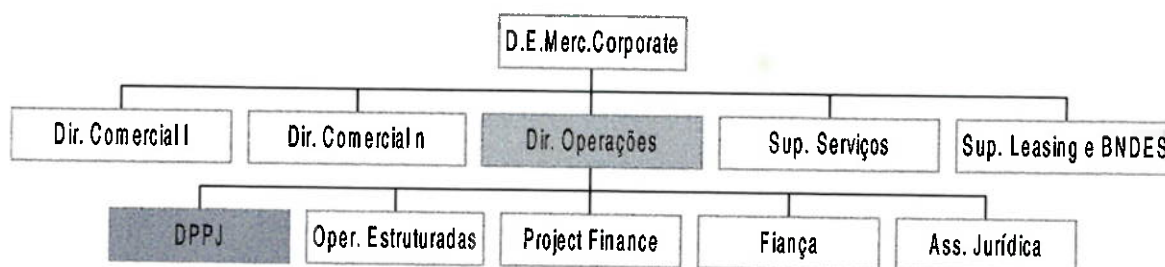 D.E.Merc.Corporate
Dir. Comercial I
Dir. Comercial n
Dir. Operações
Sup. Serviços
Sup. Leasing e BNDES
DPPJ
Oper. Estruturadas
Project Finance
Fiança
Ass. Jurídica